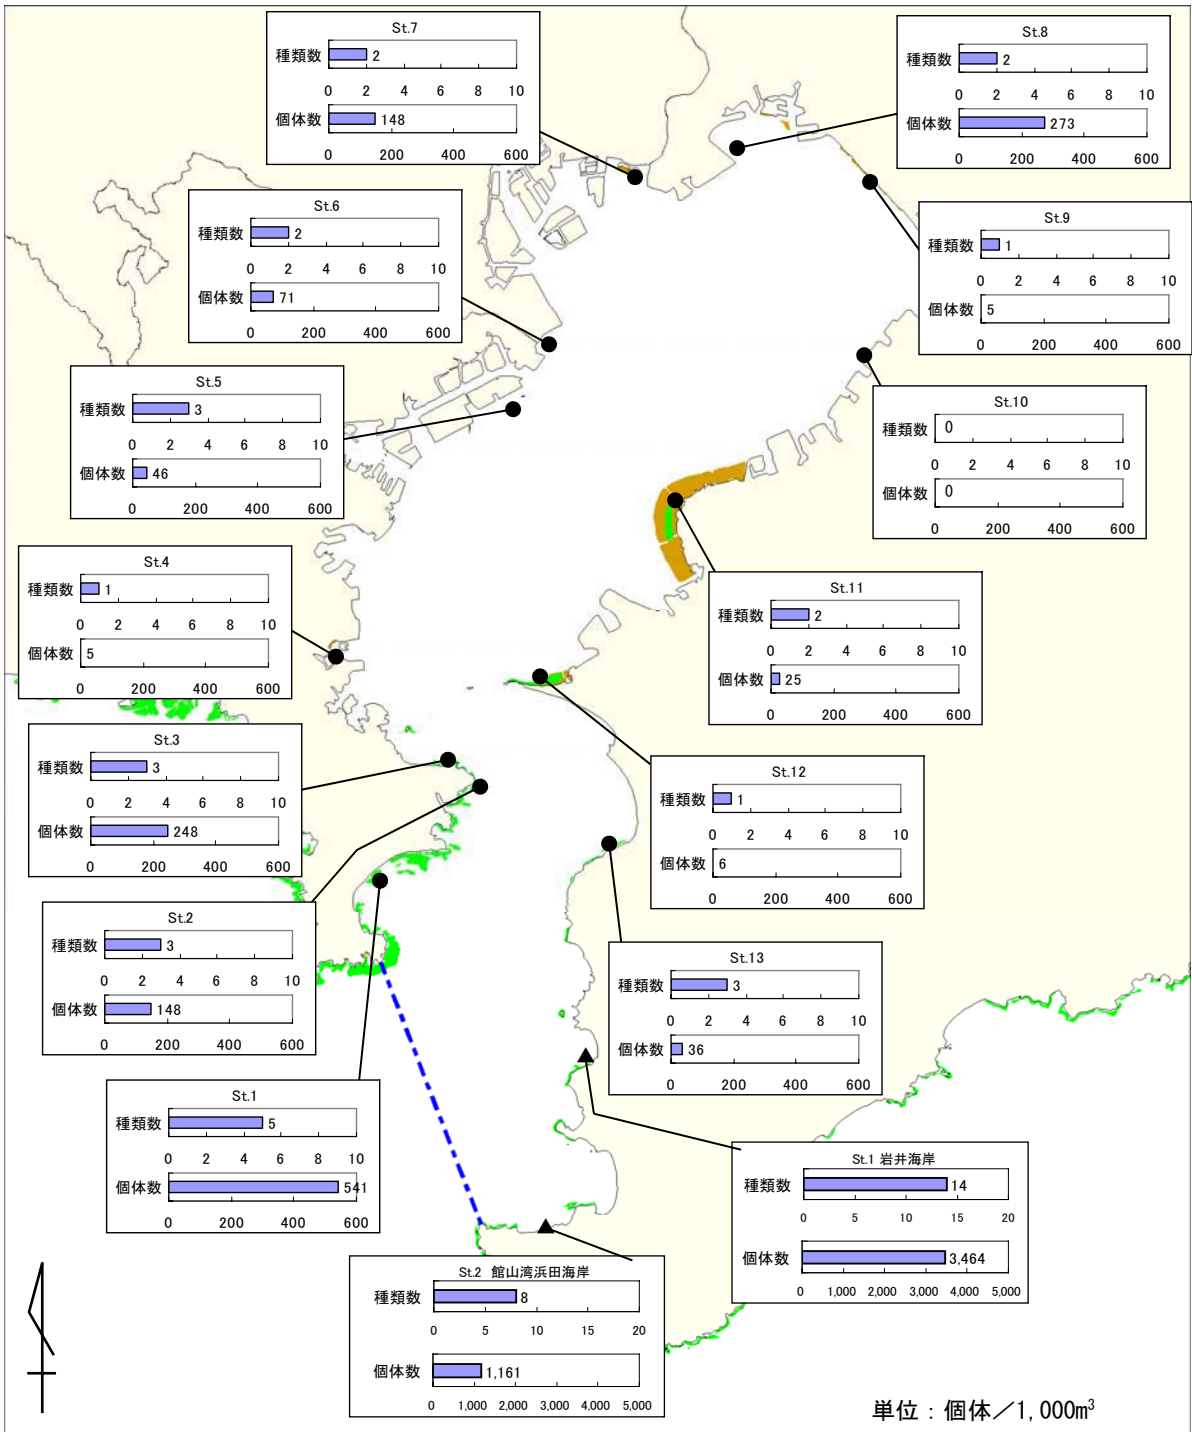 St.7
種類数 2
0 2 4 6 8 10
個体数 148
0 200 400 600
St.8
種類数 2
0 2 4 6 8 10
個体数 273
0 200 400 600
St.6
種類数 2
0 2 4 6 8 10
個体数 71
0 200 400 600
St.9
種類数 1
0 2 4 6 8 10
個体数 5
0 200 400 600
St.5
種類数 3
0 2 4 6 8 10
個体数 46
0 200 400 600
St.10
種類数 0
0 2 4 6 8 10
個体数 0
0 200 400 600
St.4
種類数 1
0 2 4 6 8 10
個体数 5
0 200 400 600
St.11
種類数 2
0 2 4 6 8 10
個体数 25
0 200 400 600
St.3
種類数 3
0 2 4 6 8 10
個体数 248
0 200 400 600
St.12
種類数 1
0 2 4 6 8 10
個体数 6
0 200 400 600
St.2
種類数 3
0 2 4 6 8 10
個体数 148
0 200 400 600
St.13
種類数 3
0 2 4 6 8 10
個体数 36
0 200 400 600
St.1
種類数 5
0 2 4 6 8 10
個体数 541
0 200 400 600
St.1 岩井海岸
種類数 14
0 5 10 15 20
個体数 3,464
0 1,000 2,000 3,000 4,000 5,000
St.2 館山湾浜田海岸
種類数 8
0 5 10 15 20
個体数 1,161
0 1,000 2,000 3,000 4,000 5,000
単位：個体／1,000m³